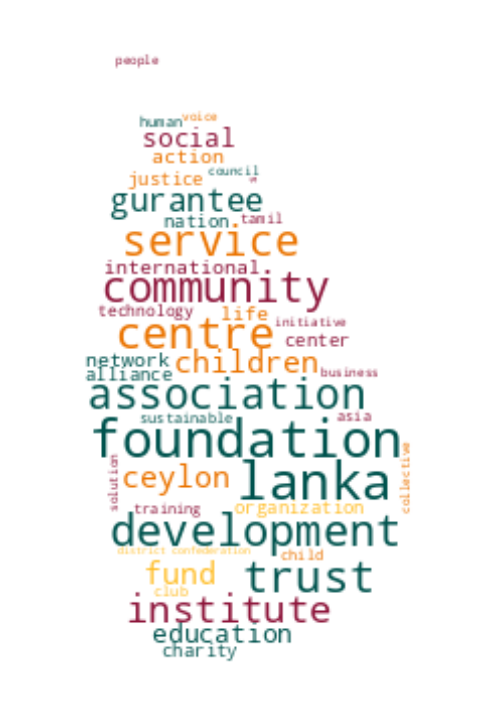 people
human voice
social
action
council
justice
gurantee
nation tamil
service
international
community
technology life
initiative
centre center
network children
alliance business
association
sustainable asia
foundation
collective
solution
ceylon lanka
training organization
development
district confederation
child
fund trust
club
institute
education
charity